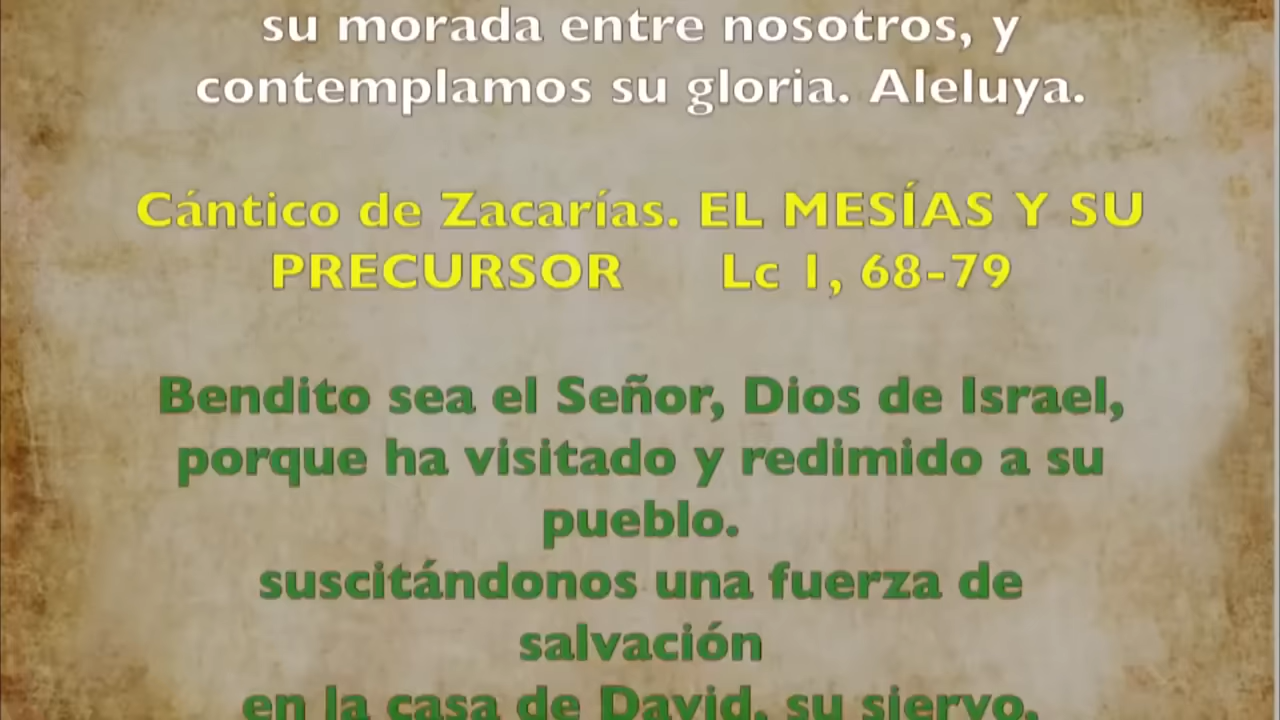 su morada entre nosotros, y
contemplamos su gloria. Aleluya.
Cántico de Zacarías. EL MESÍAS Y SU
PRECURSOR Lc 1, 68-79
Bendito sea el Señor, Dios de Israel,
porque ha visitado y redimido a su
pueblo.
suscitándonos una fuerza de
salvación
en la casa de David, su siervo,